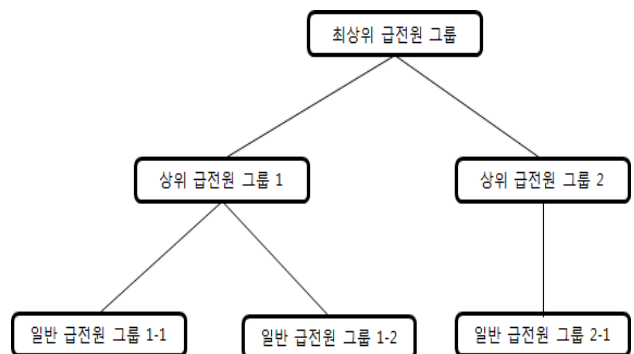 최상위 급전원 그룹
상위 급전원 그룹 1
상위 급전원 그룹 2
일반 급전원 그룹 1-1
일반 급전원 그룹 1-2
일반 급전원 그룹 2-1